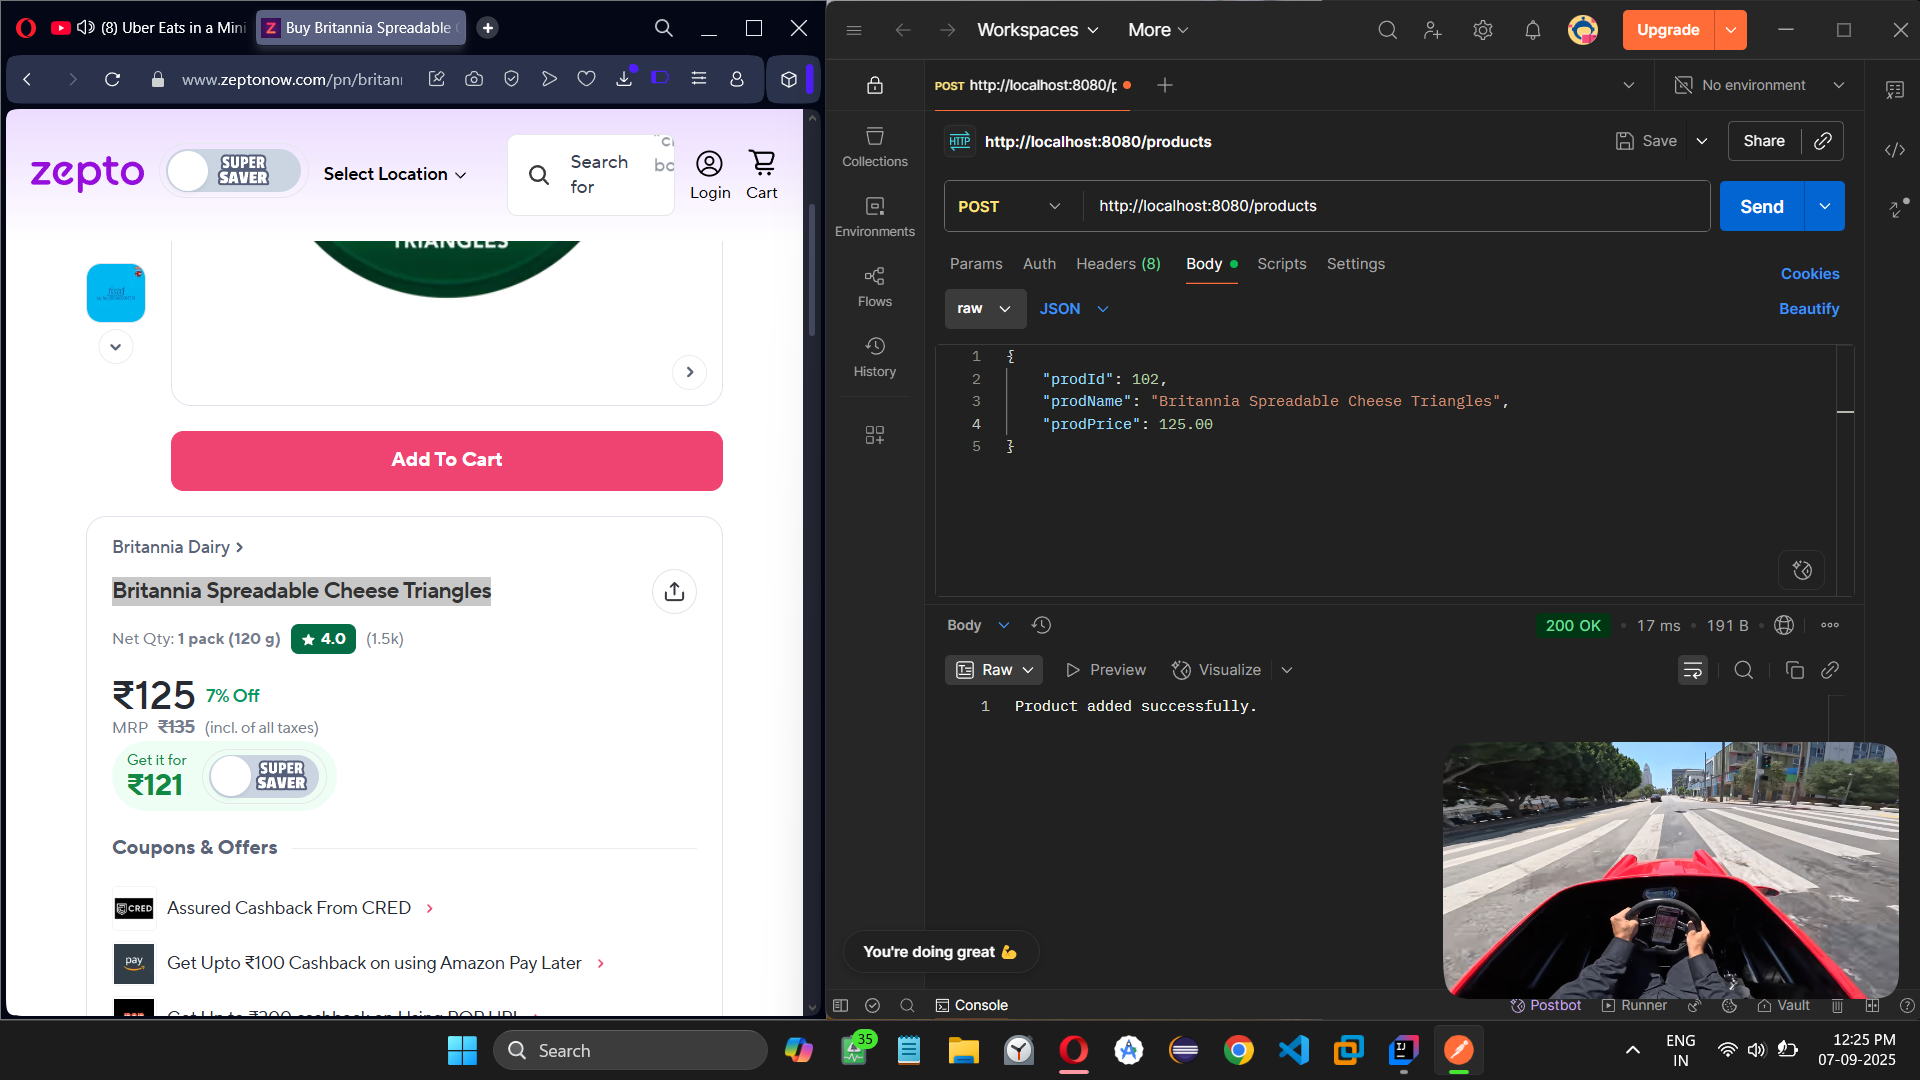 (8) Uber Eats in a Mini
Buy Britannia Spreadable C
www.zeptonow.com/pn/britann
zepto
SUPER
SAVER
Select Location
Search
for
Login
Cart
TRIANGLES
Add To Cart
Britannia Dairy
Britannia Spreadable Cheese Triangles
Net Qty: 1 pack (120 g)
4.0
(1.5k)
₹125
7% Off
MRP ₹135 (incl. of all taxes)
Get it for
₹121
SUPER
SAVER
Coupons & Offers
CRED
Assured Cashback From CRED
pay
Get Upto ₹100 Cashback on using Amazon Pay Later
Workspaces
More
Upgrade
POST http://localhost:8080/p
No environment
Collections
Environments
Flows
History
HTTP
http://localhost:8080/products
Save
Share
POST
http://localhost:8080/products
Send
Params
Auth
Headers (8)
Body
Scripts
Settings
Cookies
raw
JSON
Beautify
1 {
2 "prodId": 102,
3 "prodName": "Britannia Spreadable Cheese Triangles",
4 "prodPrice": 125.00
5 }
Body
200 OK
17 ms
191 B
Raw
Preview
Visualize
1 Product added successfully.
You're doing great 💪
Console
Postbot
Runner
Vault
Search
35
ENG
IN
12:25 PM
07-09-2025